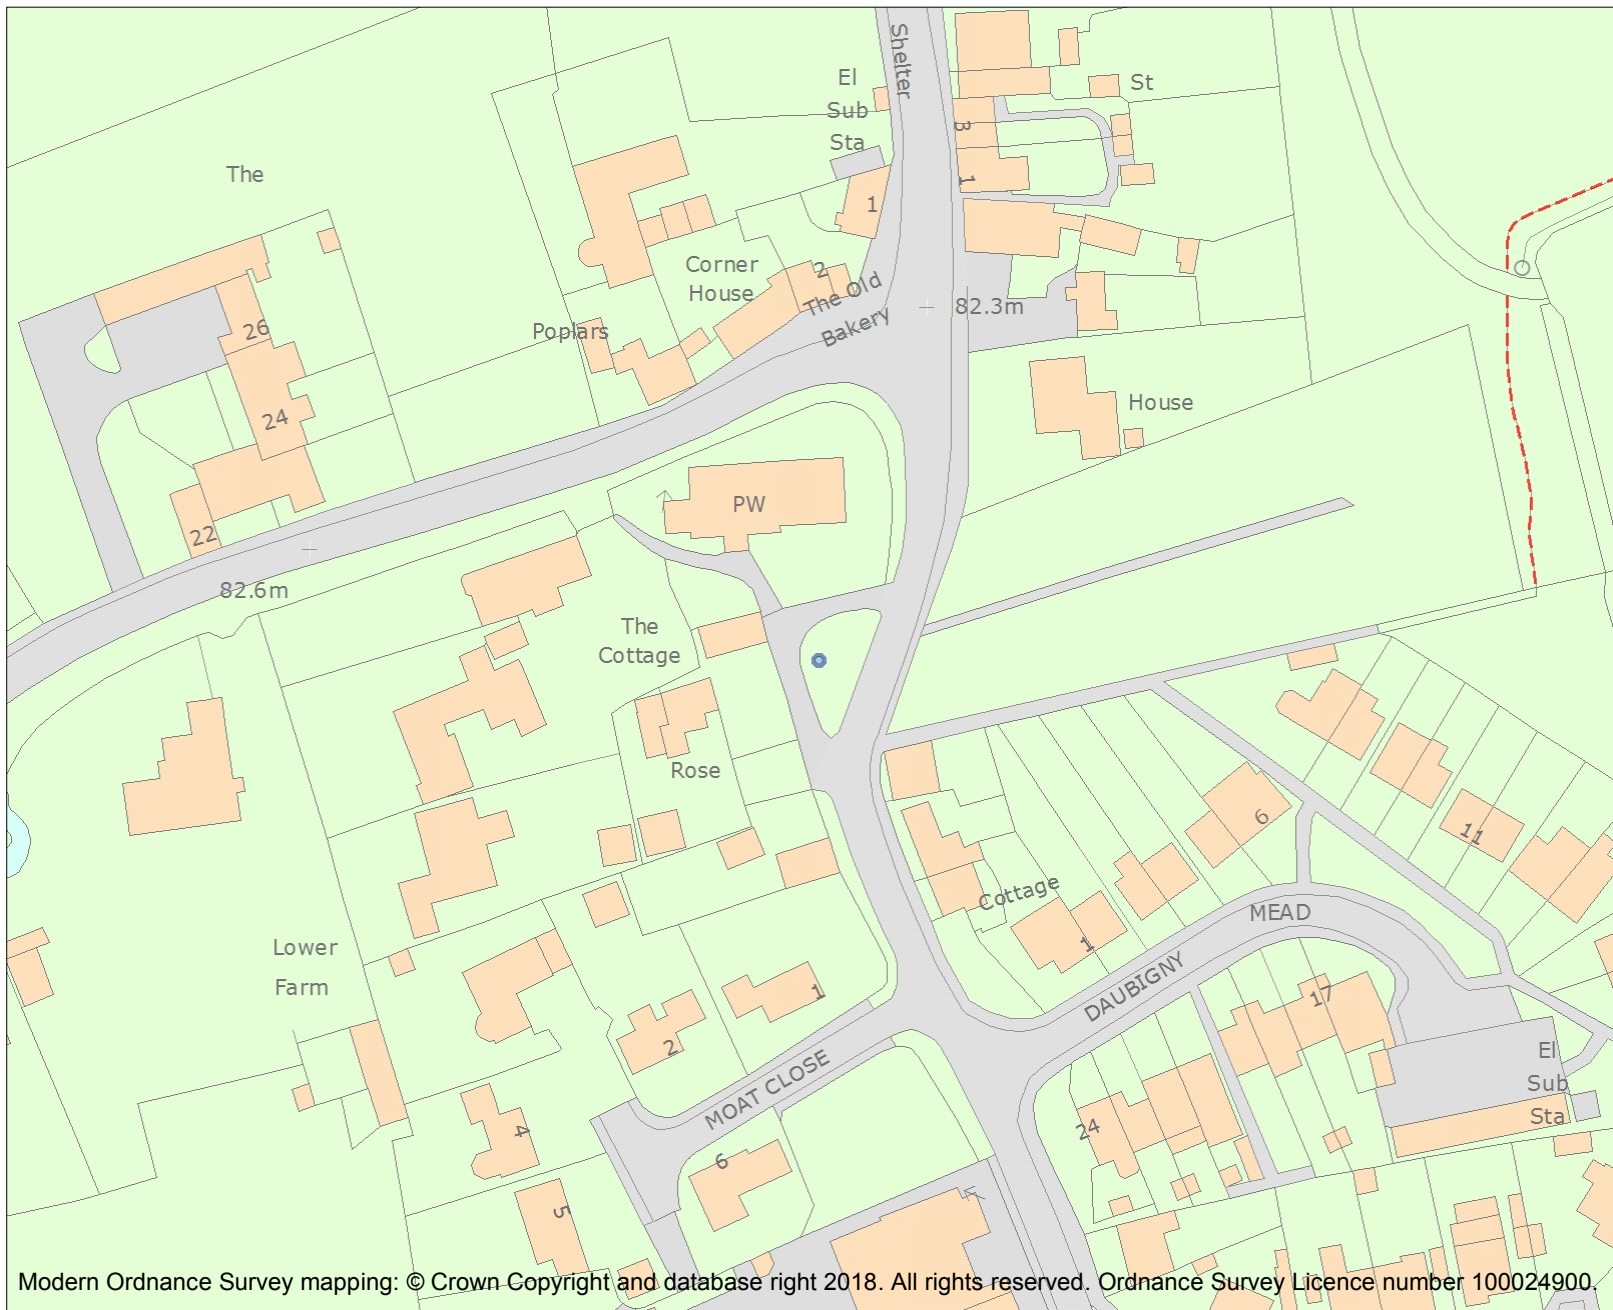 Shelter
El
Sub
Sta
St
3
1
The
1
Corner
House
2
The Old
Bakery
82.3m
26
Poplars
24
House
PW
22
82.6m
The
Cottage
Rose
6
11
Cottage
1
MEAD
Lower
Farm
DAUBIGNY
17
1
2
MOAT CLOSE
El
Sub
Sta
24
4
6
5
Modern Ordnance Survey mapping: © Crown Copyright and database right 2018. All rights reserved. Ordnance Survey Licence number 100024900.